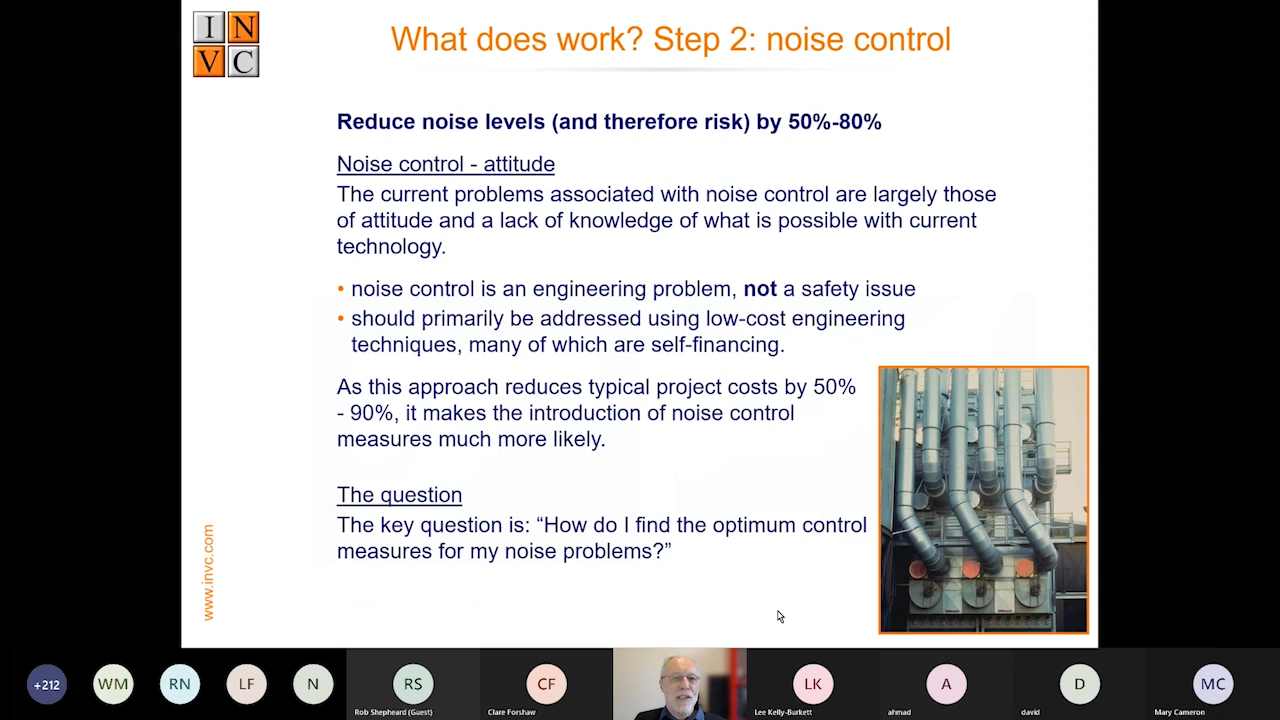 I N
V C
What does work? Step 2: noise control
Reduce noise levels (and therefore risk) by 50%-80%
Noise control - attitude
The current problems associated with noise control are largely those
of attitude and a lack of knowledge of what is possible with current
technology.
• noise control is an engineering problem, not a safety issue
• should primarily be addressed using low-cost engineering
techniques, many of which are self-financing.
As this approach reduces typical project costs by 50%
- 90%, it makes the introduction of noise control
measures much more likely.
The question
The key question is: “How do I find the optimum control
measures for my noise problems?”
www.invc.com
+212 WM RN LF N RS CF LK A D MC
Rob Shepheard (Guest) Clare Forshaw Lee Kelly-Burkett ahmad david Mary Cameron